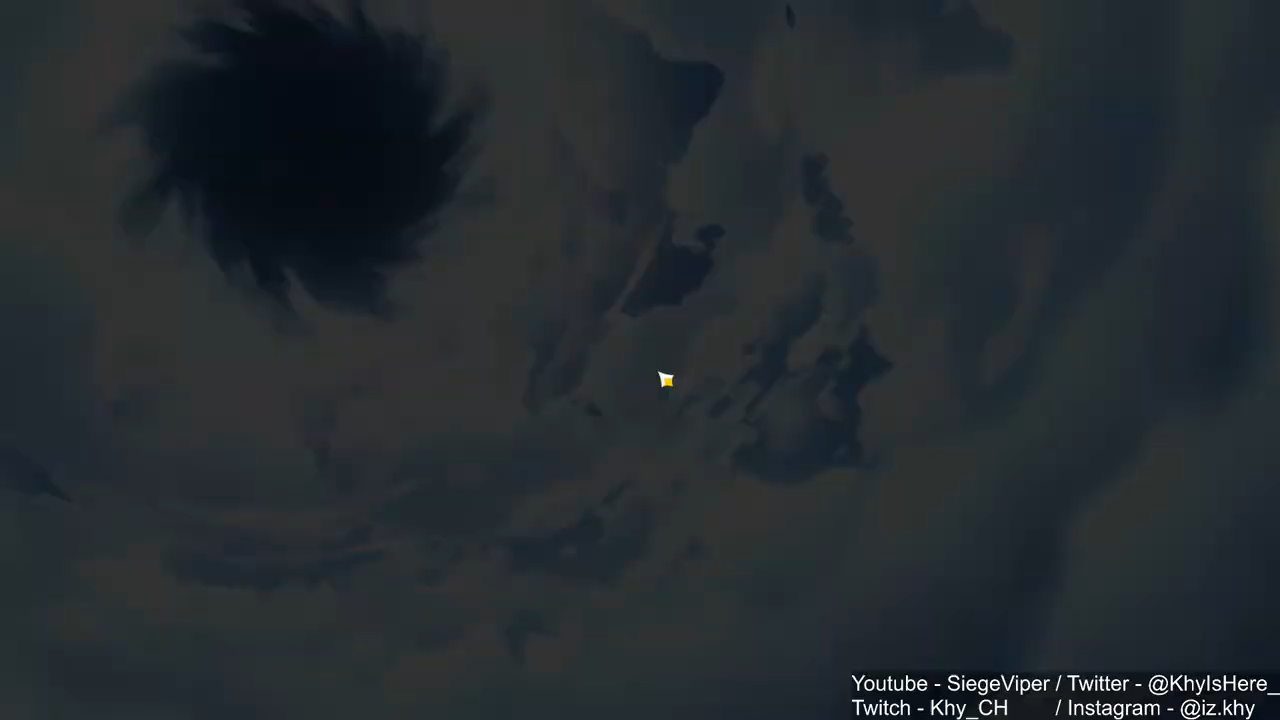 Youtube - SiegeViper / Twitter - @KhyIsHere_
Twitch - Khy_CH / Instagram - @iz.khy